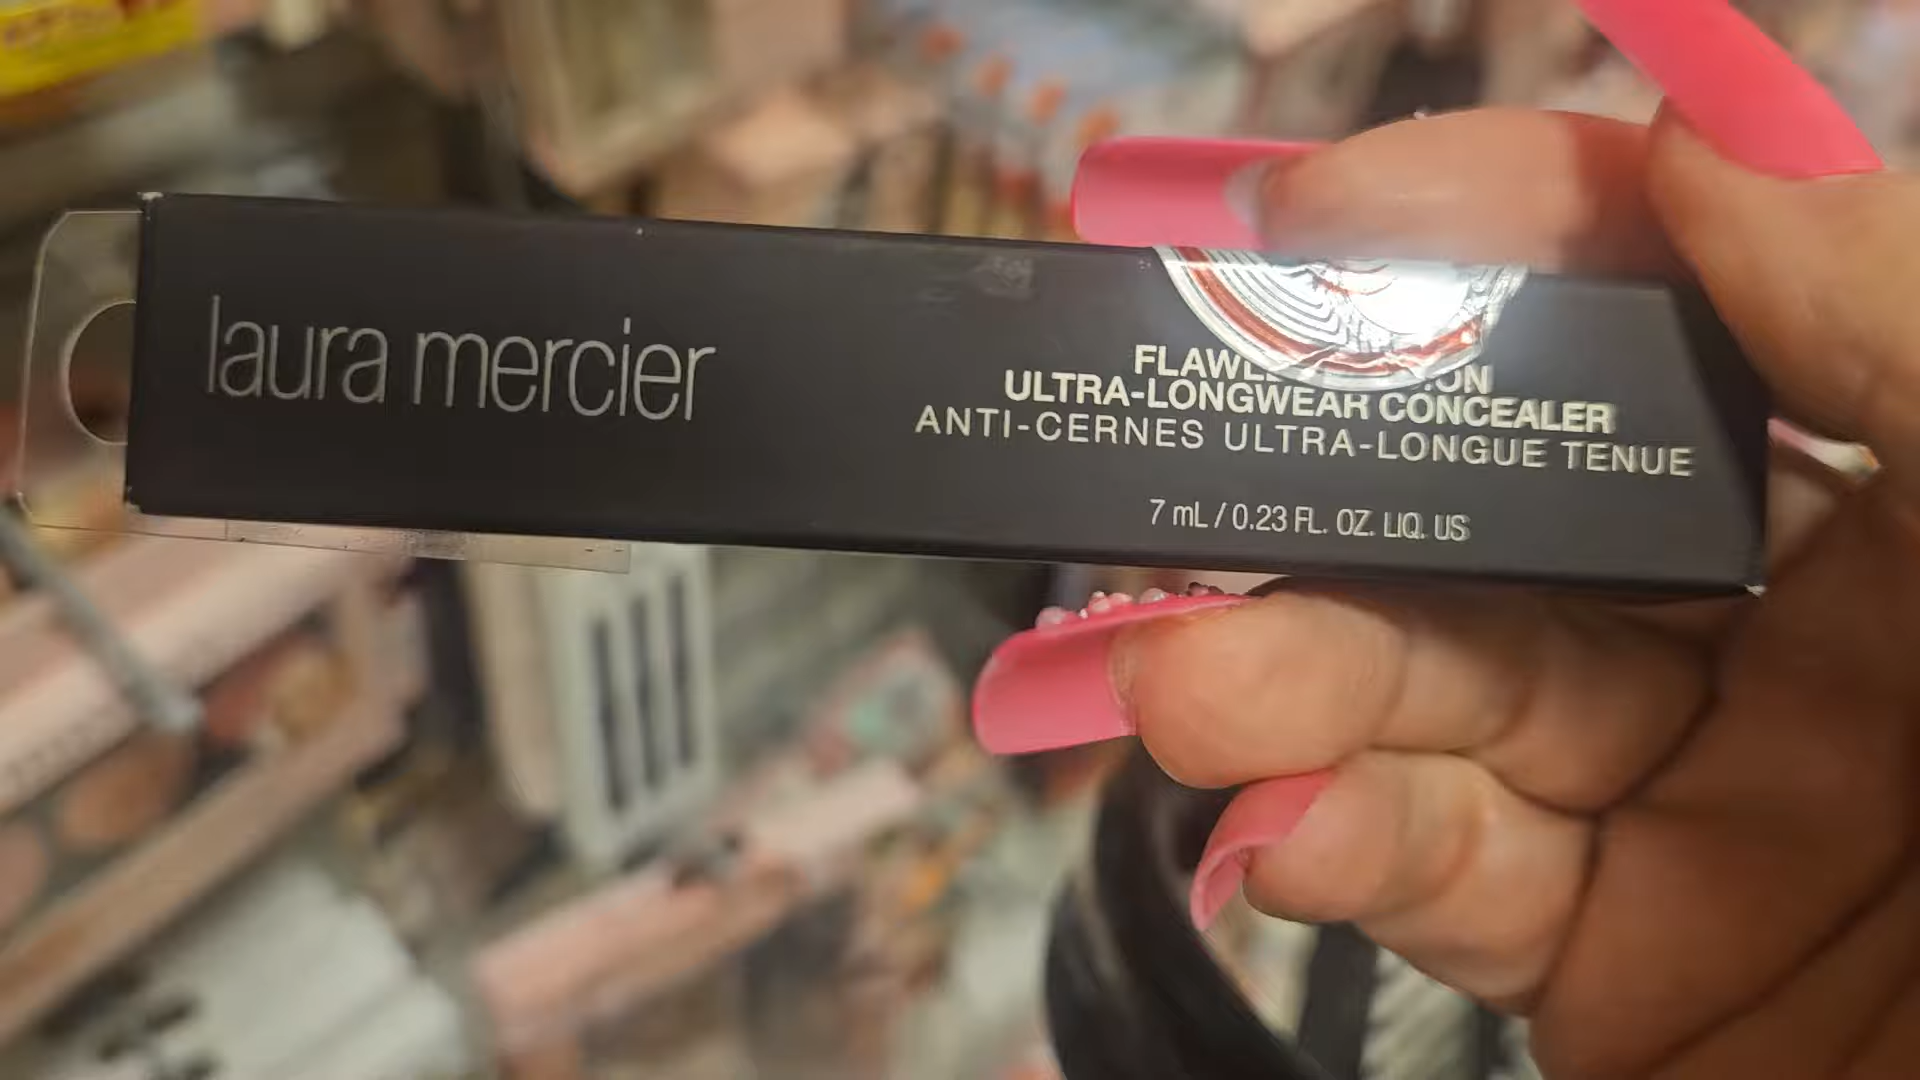 laura mercier
ULTRA-LONGWEAR CONCEALER
ANTI-CERNES ULTRA-LONGUE TENUE
7 mL / 0.23 FL. OZ. LIQ. US